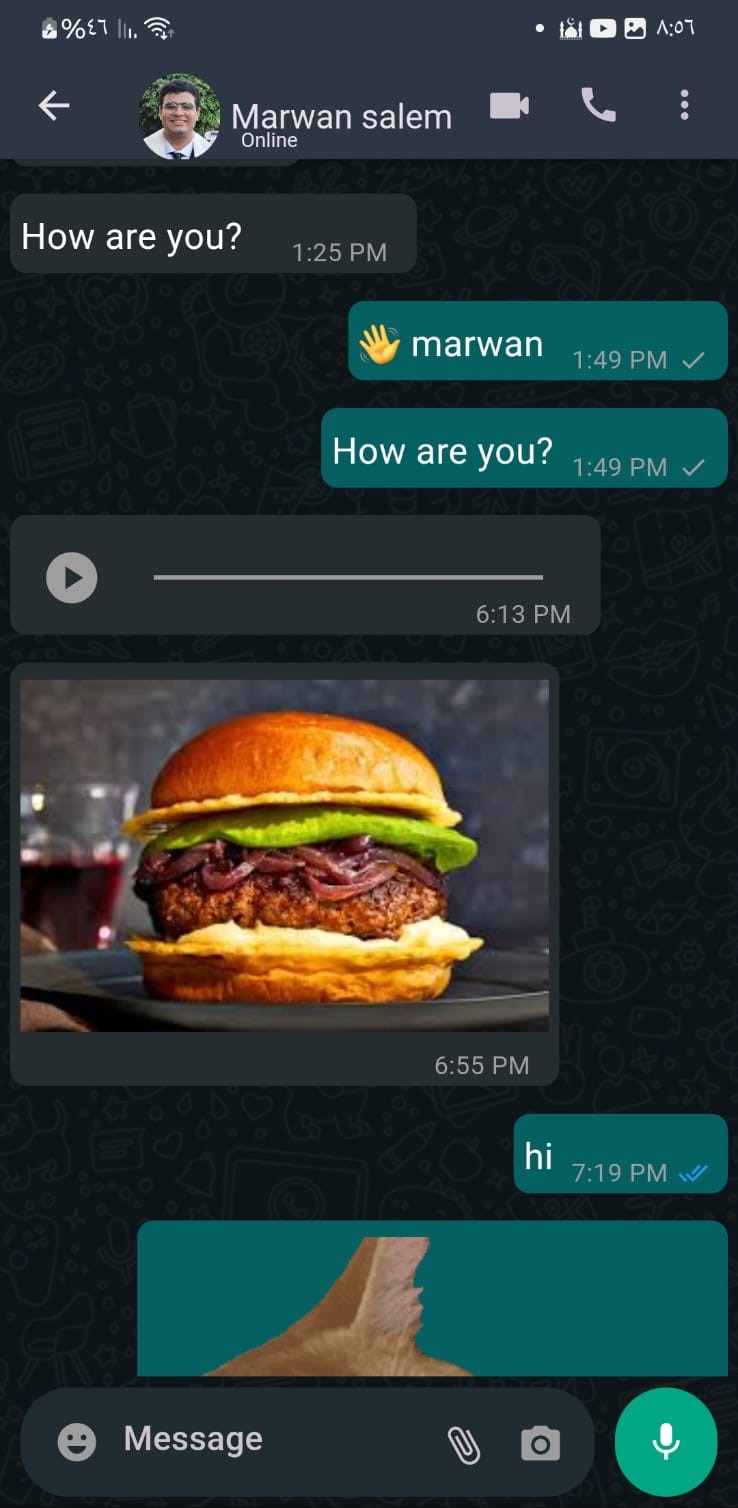 %٤٦ ٨:٥٦
Marwan salem
Online
How are you? 1:25 PM
👋 marwan 1:49 PM
How are you? 1:49 PM
6:13 PM
6:55 PM
hi 7:19 PM
Message